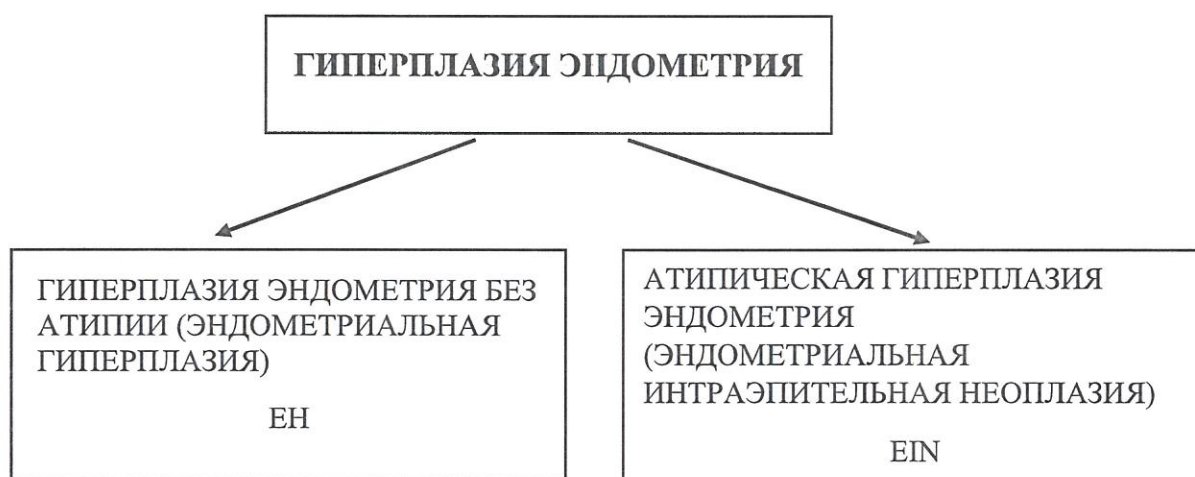 ГИПЕРПЛАЗИЯ ЭНДОМЕТРИЯ
ГИПЕРПЛАЗИЯ ЭНДОМЕТРИЯ БЕЗ
АТИПИИ (ЭНДОМЕТРИАЛЬНАЯ
ГИПЕРПЛАЗИЯ)
EH
АТИПИЧЕСКАЯ ГИПЕРПЛАЗИЯ
ЭНДОМЕТРИЯ
(ЭНДОМЕТРИАЛЬНАЯ
ИНТРАЭПИТЕЛЬНАЯ НЕОПЛАЗИЯ)
EIN